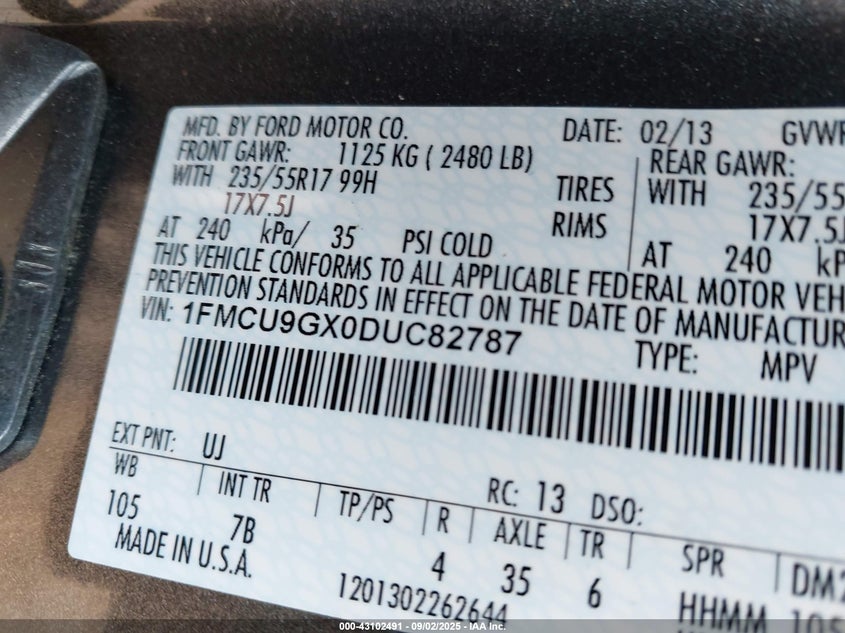 MFD. BY FORD MOTOR CO. DATE: 02/13 GVWR
FRONT GAWR: 1125 KG ( 2480 LB) REAR GAWR:
WITH 235/55R17 99H TIRES WITH 235/55
17X7.5J RIMS 17X7.5J
AT 240 kPa/ 35 PSI COLD AT 240 kP
THIS VEHICLE CONFORMS TO ALL APPLICABLE FEDERAL MOTOR VEH
PREVENTION STANDARDS IN EFFECT ON THE DATE OF MANUFACTUR
VIN: 1FMCU9GX0DUC82787
TYPE: MPV
EXT PNT: UJ RC: 13 DSO:
WB INT TR TP/PS R AXLE TR SPR DM2
105 7B 4 35 6 HHMM 105
MADE IN U.S.A. 1201302262644
000-43102491 - 09/02/2025 - IAA Inc.